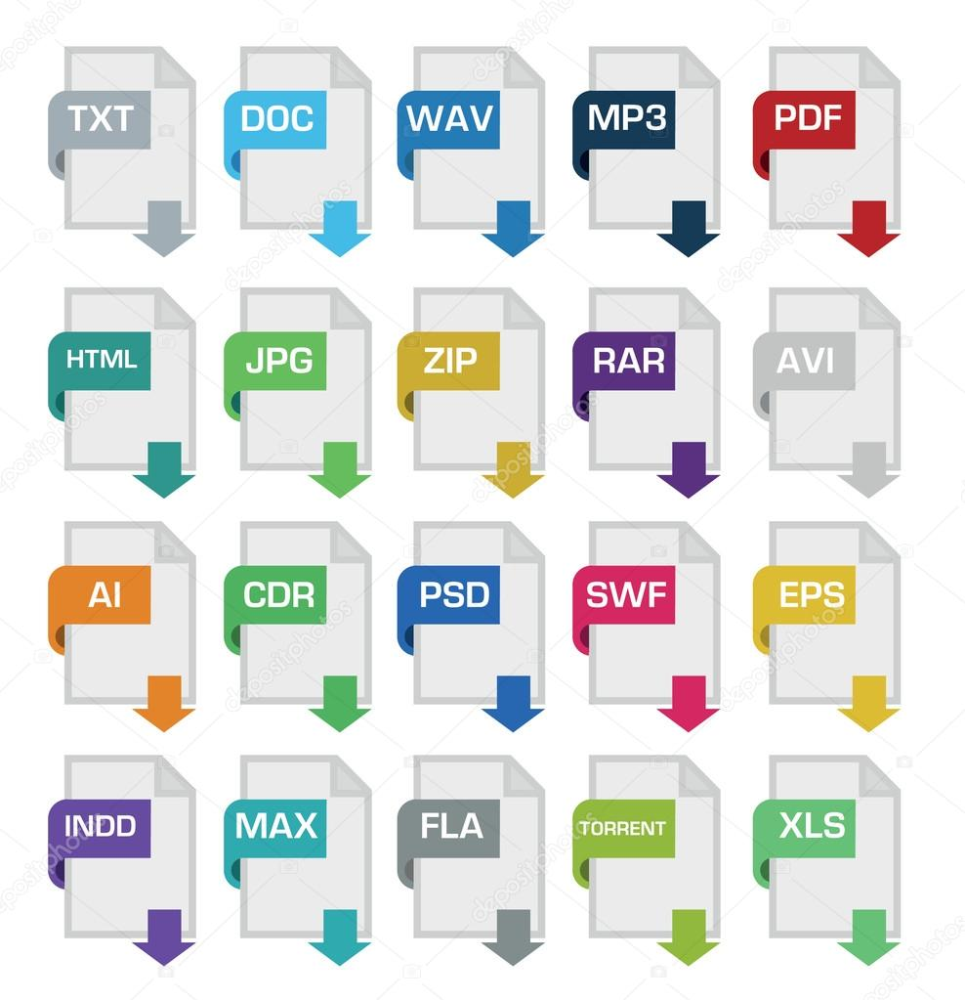 TXT DOC WAV MP3 PDF
HTML JPG ZIP RAR AVI
AI CDR PSD SWF EPS
INDD MAX FLA TORRENT XLS
depositphotos